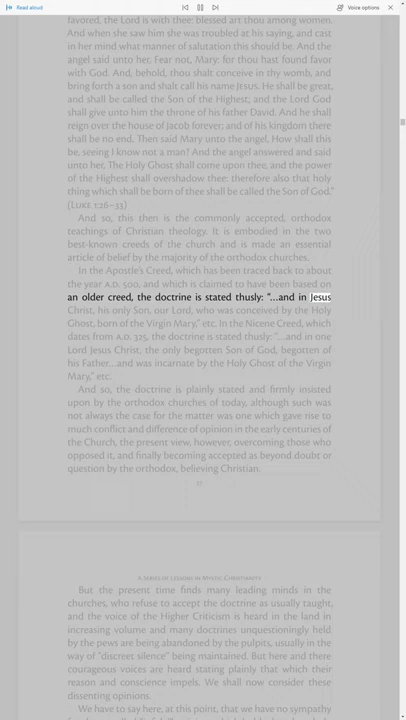 Read aloud
Voice options
favored, the Lord is with thee: blessed art thou among women.
And when she saw him she was troubled at his saying, and cast
in her mind what manner of salutation this should be. And the
angel said unto her, Fear not, Mary: for thou hast found favor
with God. And, behold, thou shalt conceive in thy womb, and
bring forth a son and shalt call his name JESUS. He shall be great,
and shall be called the Son of the Highest; and the Lord God
shall give unto him the throne of his father David. And he shall
reign over the house of Jacob forever; and of his kingdom there
shall be no end. Then said Mary unto the angel, How shall this
be, seeing I know not a man? And the angel answered and said
unto her, The Holy Ghost shall come upon thee, and the power
of the Highest shall overshadow thee: therefore also that holy
thing which shall be born of thee shall be called the Son of God.”
(LUKE 1:26–33)
And so, this then is the commonly accepted, orthodox
teachings of Christian theology. It is embodied in the two
best-known creeds of the church and is made an essential
article of belief by the majority of the orthodox churches.
In the Apostle's Creed, which has been traced back to about
the year A.D. 500, and which is claimed to have been based on
an older creed, the doctrine is stated thusly: “...and in Jesus
Christ, his only Son, our Lord, who was conceived by the Holy
Ghost, born of the Virgin Mary,” etc. In the Nicene Creed, which
dates from A.D. 325, the doctrine is stated thusly: “...and in one
Lord Jesus Christ, the only begotten Son of God, begotten of
his Father...and was incarnate by the Holy Ghost of the Virgin
Mary,” etc.
And so, the doctrine is plainly stated and firmly insisted
upon by the orthodox churches of today, although such was
not always the case for the matter was one which gave rise to
much conflict and difference of opinion in the early centuries of
the Church, the present view, however, overcoming those who
opposed it, and finally becoming accepted as beyond doubt or
question by the orthodox, believing Christian.
A SERIES OF LESSONS IN MYSTIC CHRISTIANITY
But the present time finds many leading minds in the
churches, who refuse to accept the doctrine as usually taught,
and the voice of the Higher Criticism is heard in the land in
increasing volume and many doctrines unquestioningly held
by the pews are being abandoned by the pulpits, usually in the
way of “discreet silence” being maintained. But here and there
courageous voices are heard stating plainly that which their
reason and conscience impels. We shall now consider these
dissenting opinions.
We have to say here, at this point, that we have no sympathy